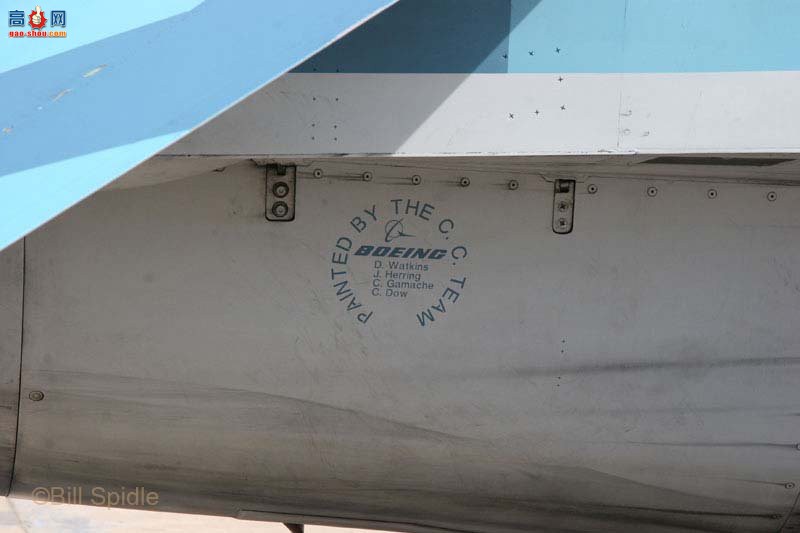 高手网
gao-shou.com
PAINTED BY THE C.C. TEAM
BOEING
D. Watkins
J. Herring
C. Gamache
C. Dow
©Bill Spidle